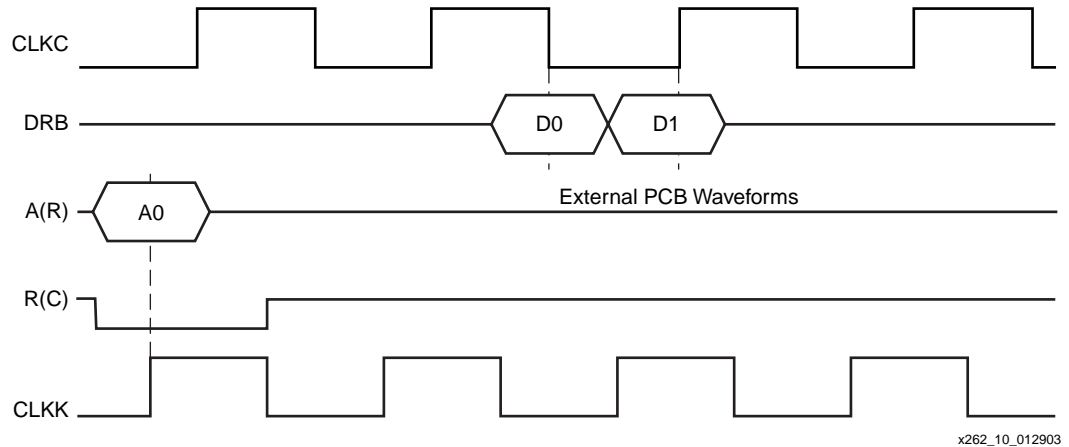 CLKC
DRB
D0
D1
External PCB Waveforms
A(R)
A0
R(C)
CLKK
x262_10_012903